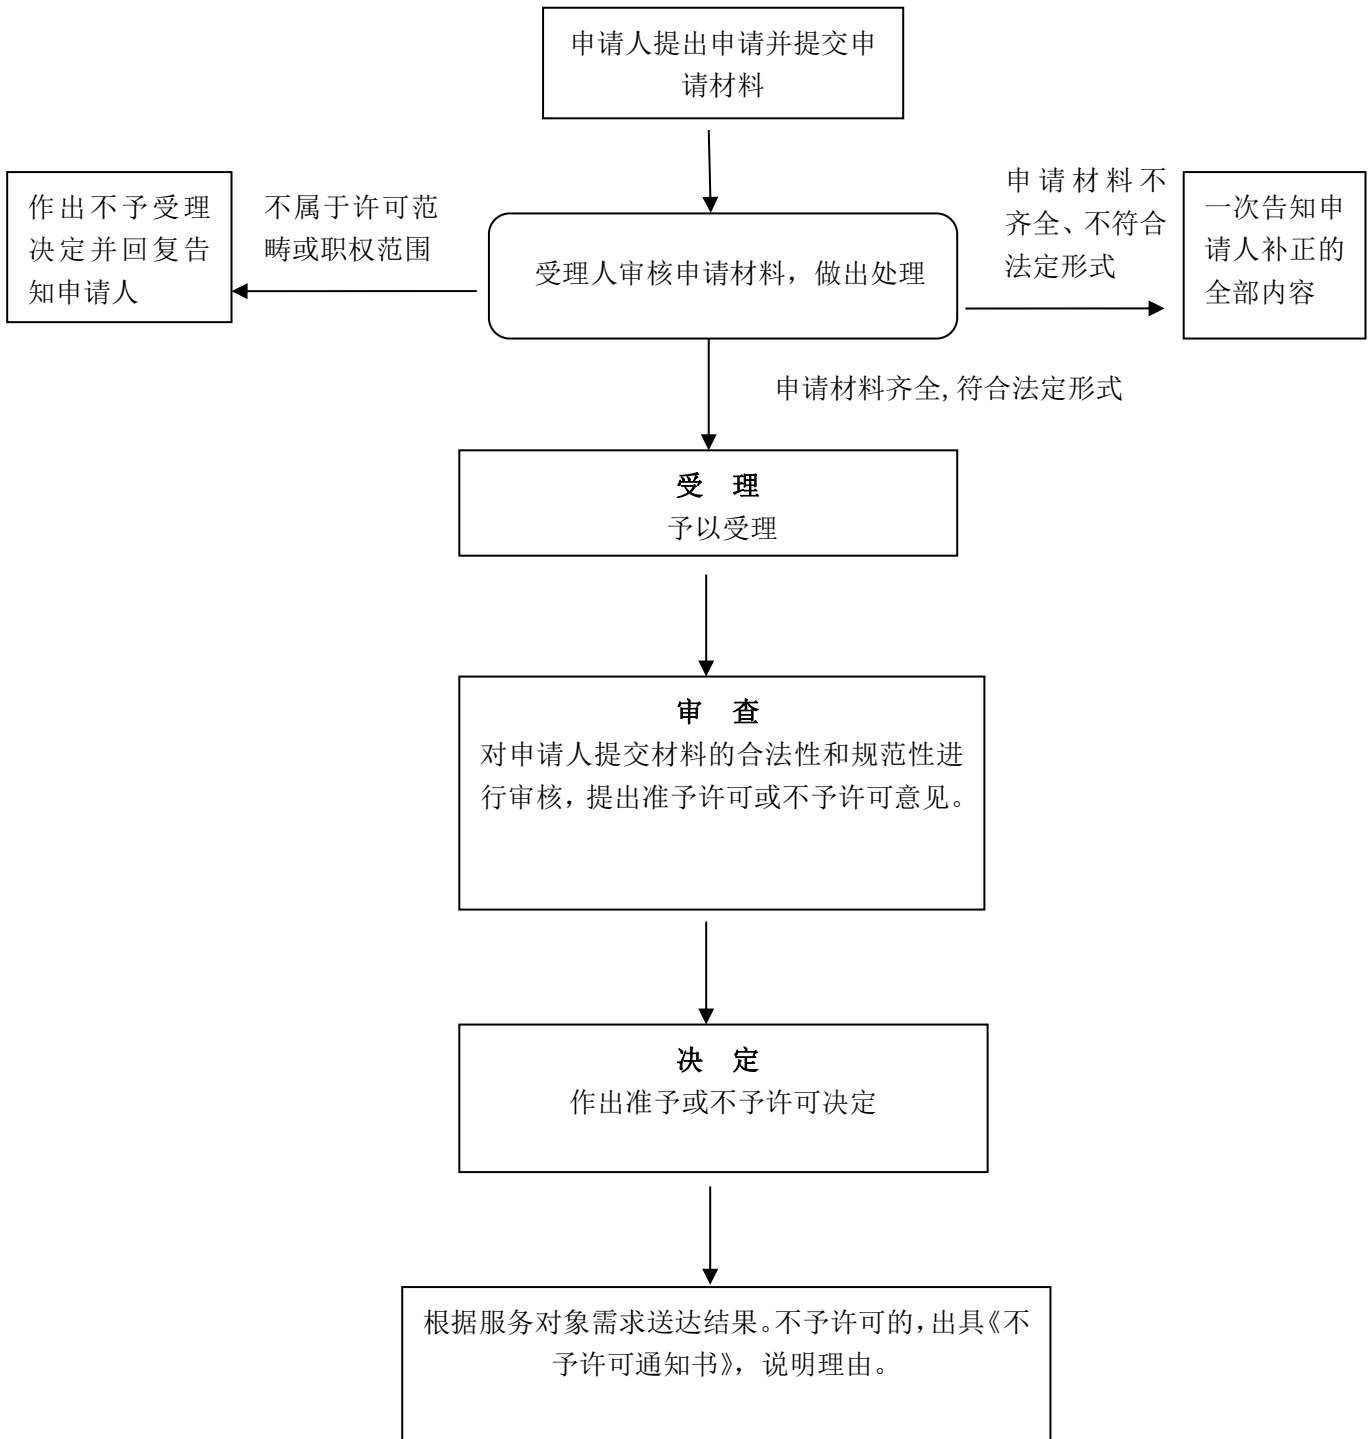 申请人提出申请并提交申
请材料
作出不予受理
决定并回复告
知申请人
不属于许可范
畴或职权范围
受理人审核申请材料，做出处理
申请材料不
齐全、不符合
法定形式
一次告知申
请人补正的
全部内容
申请材料齐全,符合法定形式
受 理
予以受理
审 查
对申请人提交材料的合法性和规范性进
行审核，提出准予许可或不予许可意见。
决 定
作出准予或不予许可决定
根据服务对象需求送达结果。不予许可的，出具《不
予许可通知书》，说明理由。